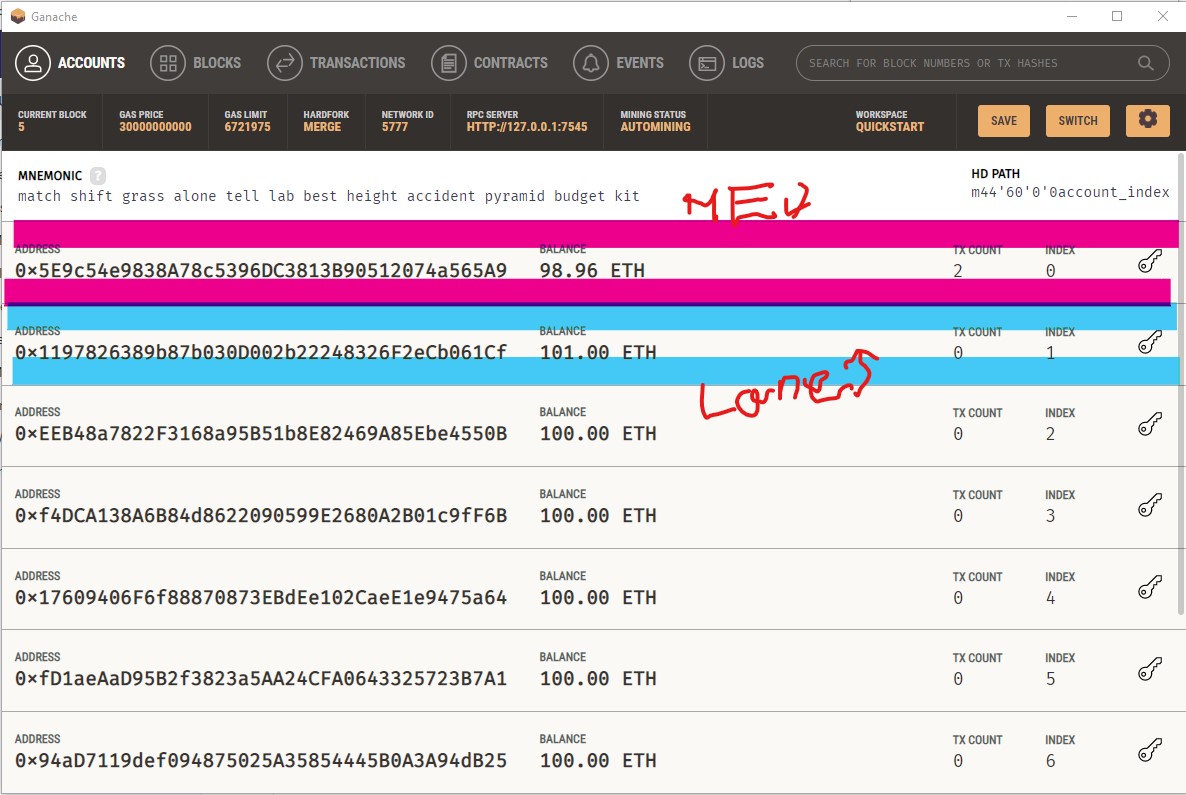 Ganache
ACCOUNTS BLOCKS TRANSACTIONS CONTRACTS EVENTS LOGS SEARCH FOR BLOCK NUMBERS OR TX HASHES
CURRENT BLOCK GAS PRICE GAS LIMIT HARDFORK NETWORK ID RPC SERVER MINING STATUS WORKSPACE
5 30000000000 6721975 MERGE 5777 HTTP://127.0.0.1:7545 AUTOMINING QUICKSTART SAVE SWITCH
MNEMONIC ? HD PATH
match shift grass alone tell lab best height accident pyramid budget kit m44'60'0'0account_index
ADDRESS BALANCE TX COUNT INDEX
0x5E9c54e9838A78c5396DC3813B90512074a565A9 98.96 ETH 2 0
ADDRESS BALANCE TX COUNT INDEX
0x1197826389b87b030D002b22248326F2eCb061Cf 101.00 ETH 0 1
ADDRESS BALANCE TX COUNT INDEX
0xEEB48a7822F3168a95B51b8E82469A85Ebe4550B 100.00 ETH 0 2
ADDRESS BALANCE TX COUNT INDEX
0xf4DCA138A6B84d8622090599E2680A2B01c9fF6B 100.00 ETH 0 3
ADDRESS BALANCE TX COUNT INDEX
0x17609406F6f88870873EBdEe102CaeE1e9475a64 100.00 ETH 0 4
ADDRESS BALANCE TX COUNT INDEX
0xfD1aeAaD95B2f3823a5AA24CFA0643325723B7A1 100.00 ETH 0 5
ADDRESS BALANCE TX COUNT INDEX
0x94aD7119def094875025A35854445B0A3A94dB25 100.00 ETH 0 6